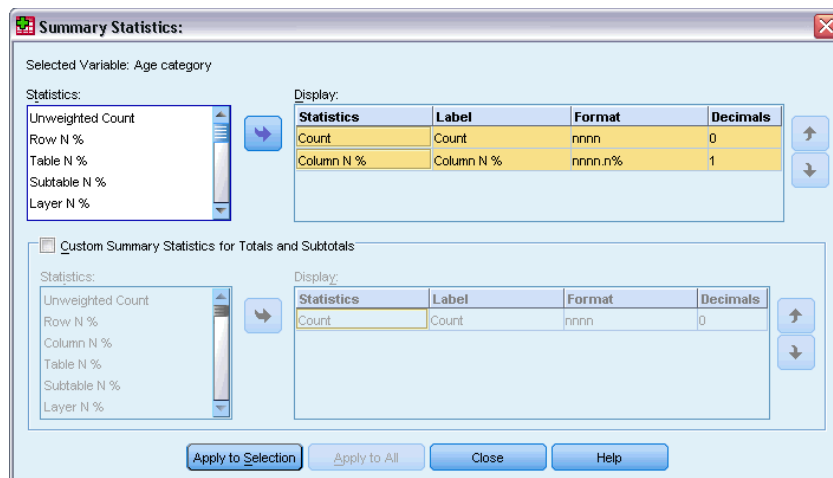 Summary Statistics:
Selected Variable: Age category
Statistics:
Unweighted Count
Row N %
Table N %
Subtable N %
Layer N %
Display:
Statistics Label Format Decimals
Count Count nnnn 0
Column N % Column N % nnnn.n% 1
Custom Summary Statistics for Totals and Subtotals
Statistics:
Unweighted Count
Row N %
Column N %
Table N %
Subtable N %
Layer N %
Display:
Statistics Label Format Decimals
Count Count nnnn 0
Apply to Selection Apply to All Close Help